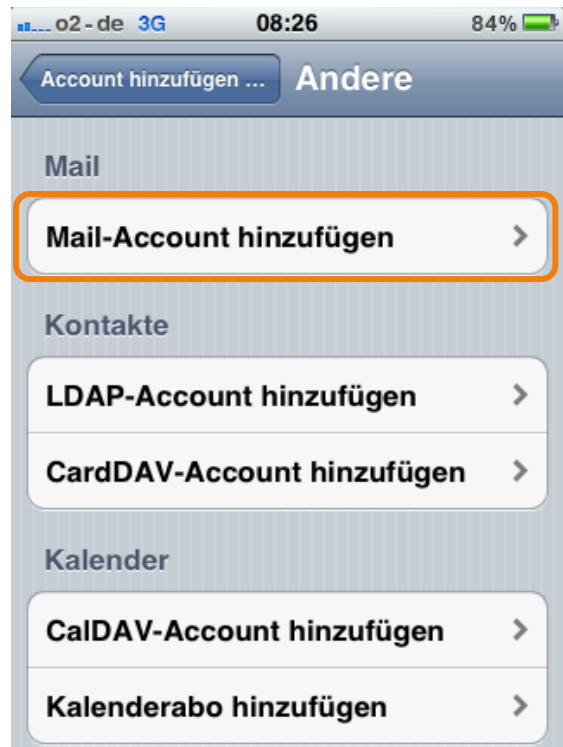 o2-de 3G 08:26 84%
Account hinzufügen ... Andere
Mail
Mail-Account hinzufügen
Kontakte
LDAP-Account hinzufügen
CardDAV-Account hinzufügen
Kalender
CalDAV-Account hinzufügen
Kalenderabo hinzufügen